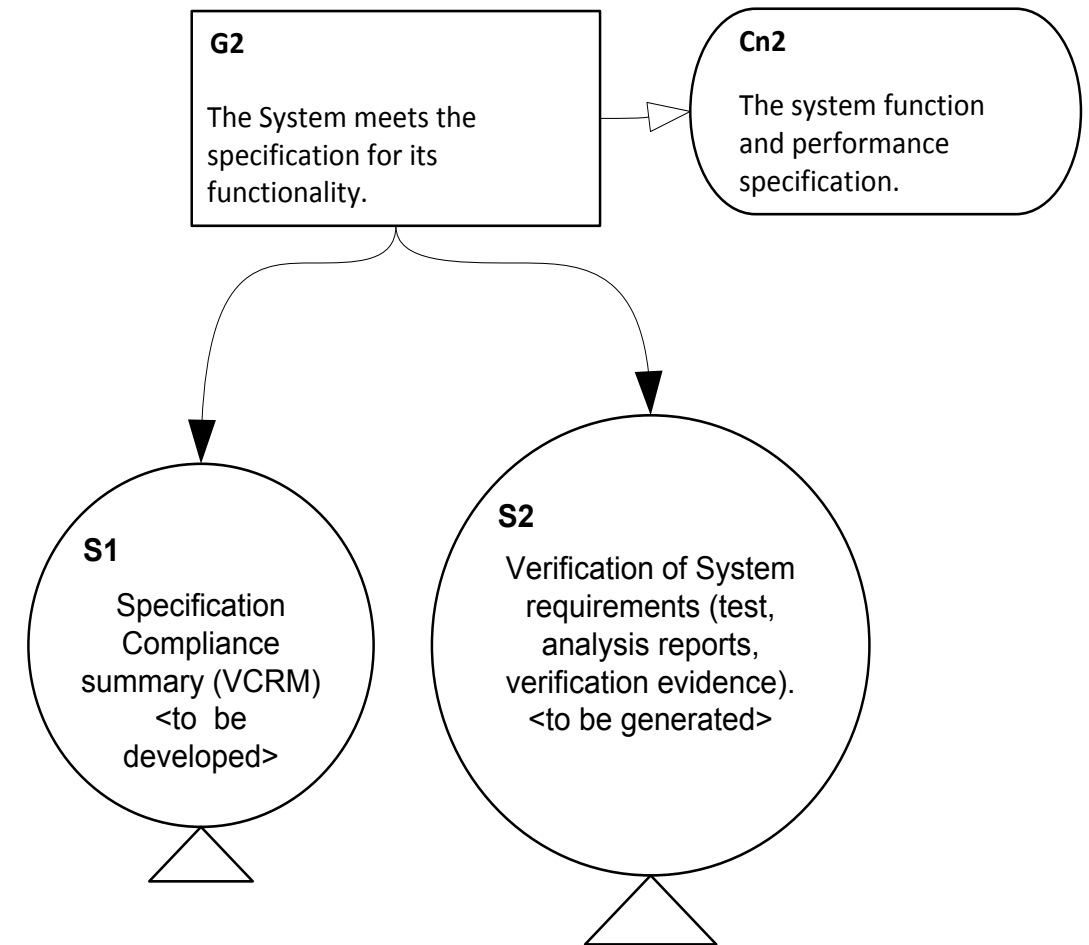 G2
The System meets the
specification for its
functionality.
Cn2
The system function
and performance
specification.
S1
Specification
Compliance
summary (VCRM)
<to  be
developed>
S2
Verification of System
requirements (test,
analysis reports,
verification evidence).
<to be generated>